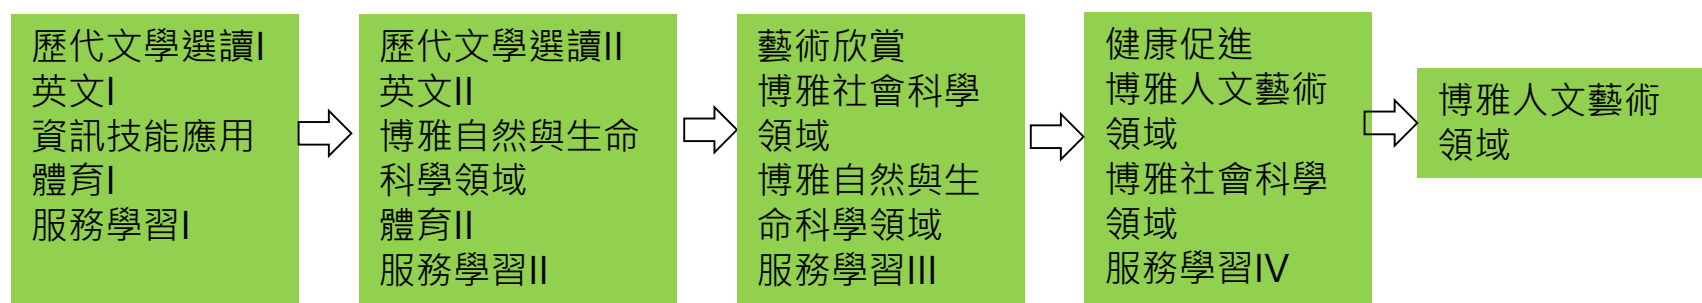 歷代文學選讀I
英文I
資訊技能應用
體育I
服務學習I
歷代文學選讀II
英文II
博雅自然與生命
科學領域
體育II
服務學習II
藝術欣賞
博雅社會科學
領域
博雅自然與生
命科學領域
服務學習III
健康促進
博雅人文藝術
領域
博雅社會科學
領域
服務學習IV
博雅人文藝術
領域